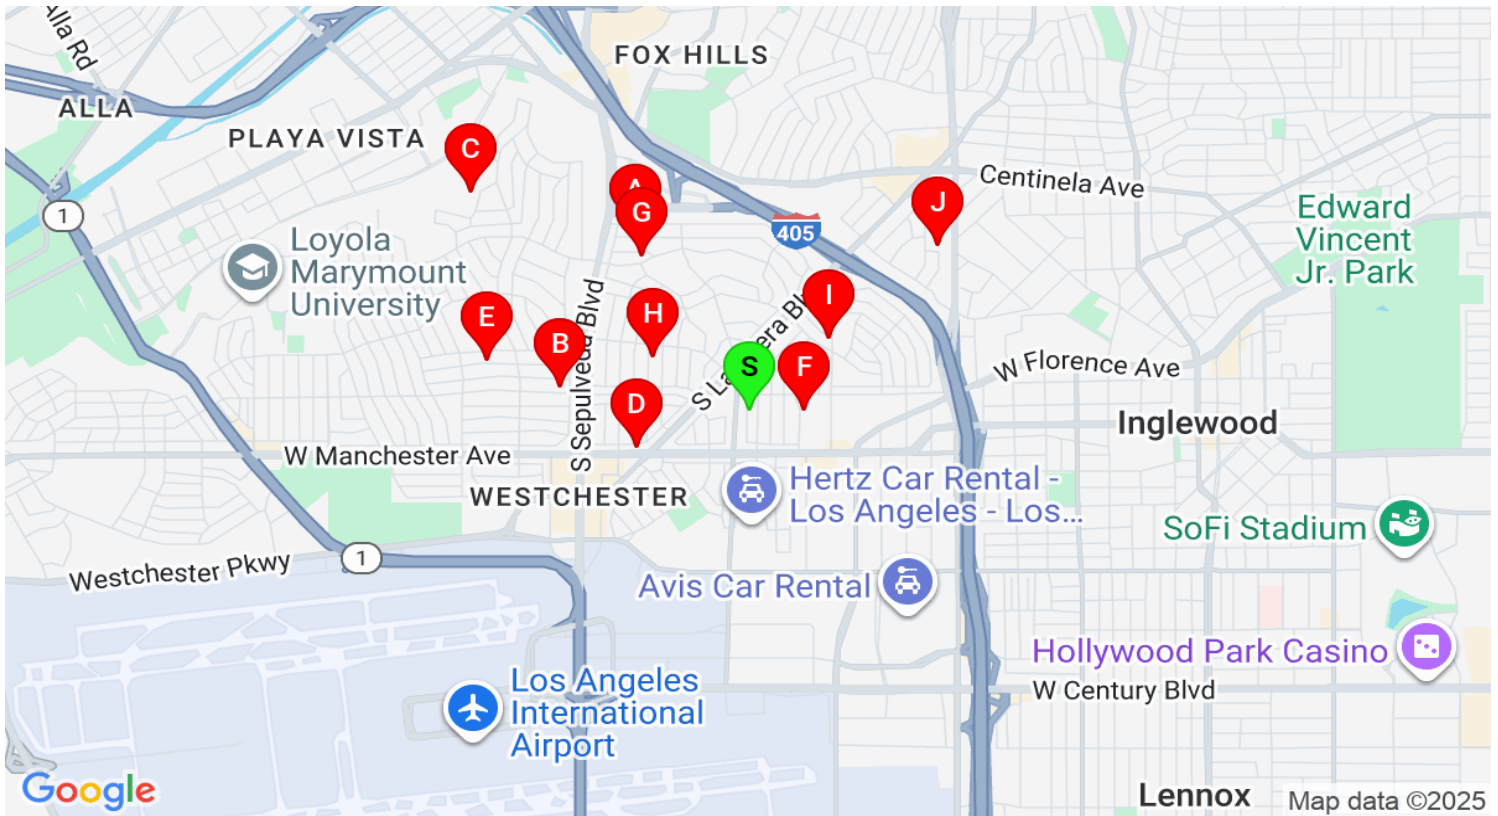 Alla Rd
FOX HILLS
ALLA
PLAYA VISTA
C
A
G
J
Centinela Ave
1
405
Edward
Vincent
Jr. Park
Loyola
Marymount
University
E
B
H
I
S Sepulveda Blvd
S
F
D
W Florence Ave
Inglewood
W Manchester Ave
WESTCHESTER
Hertz Car Rental -
Los Angeles - Los...
SoFi Stadium
1
Westchester Pkwy
Avis Car Rental
Hollywood Park Casino
W Century Blvd
Los Angeles
International
Airport
Google
Lennox
Map data ©2025